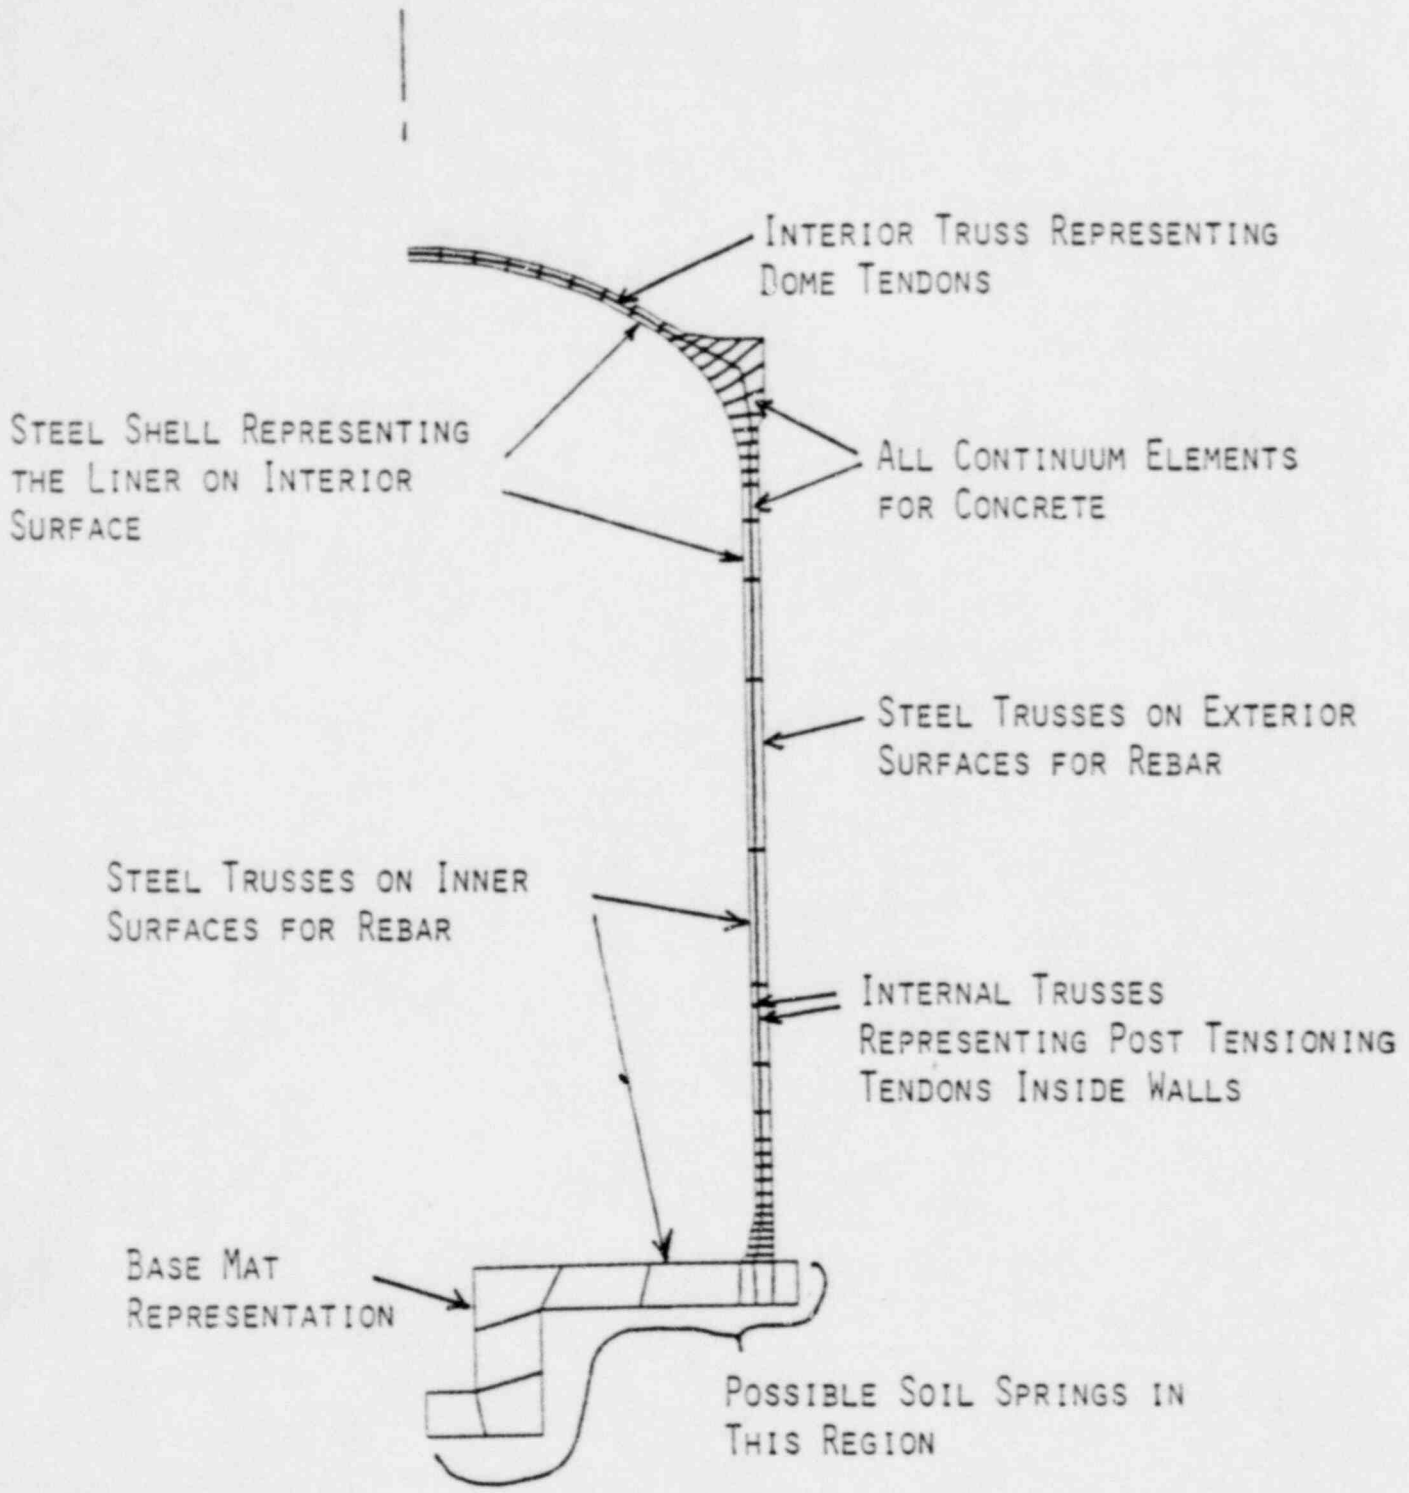 INTERIOR TRUSS REPRESENTING
DOME TENDONS
STEEL SHELL REPRESENTING
THE LINER ON INTERIOR
SURFACE
ALL CONTINUUM ELEMENTS
FOR CONCRETE
STEEL TRUSSES ON EXTERIOR
SURFACES FOR REBAR
STEEL TRUSSES ON INNER
SURFACES FOR REBAR
INTERNAL TRUSSES
REPRESENTING POST TENSIONING
TENDONS INSIDE WALLS
BASE MAT
REPRESENTATION
POSSIBLE SOIL SPRINGS IN
THIS REGION